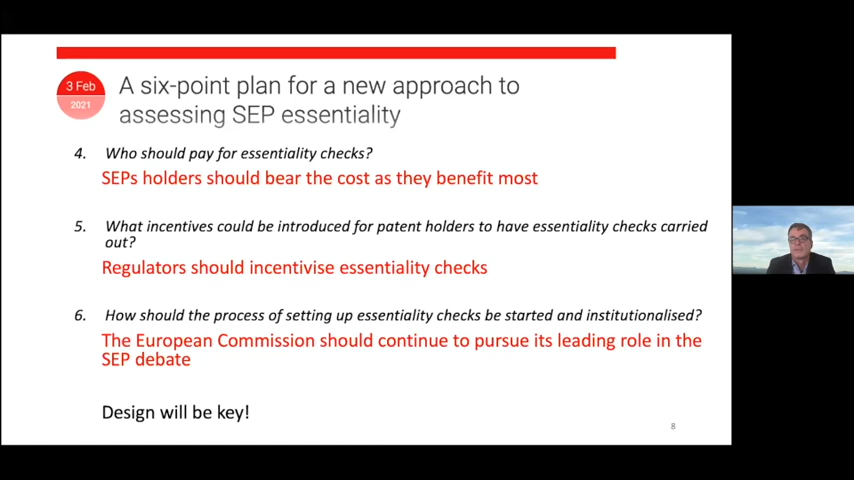 3 Feb
2021
A six-point plan for a new approach to
assessing SEP essentiality
4. Who should pay for essentiality checks?
SEPs holders should bear the cost as they benefit most
5. What incentives could be introduced for patent holders to have essentiality checks carried
out?
Regulators should incentivise essentiality checks
6. How should the process of setting up essentiality checks be started and institutionalised?
The European Commission should continue to pursue its leading role in the
SEP debate
Design will be key!
8